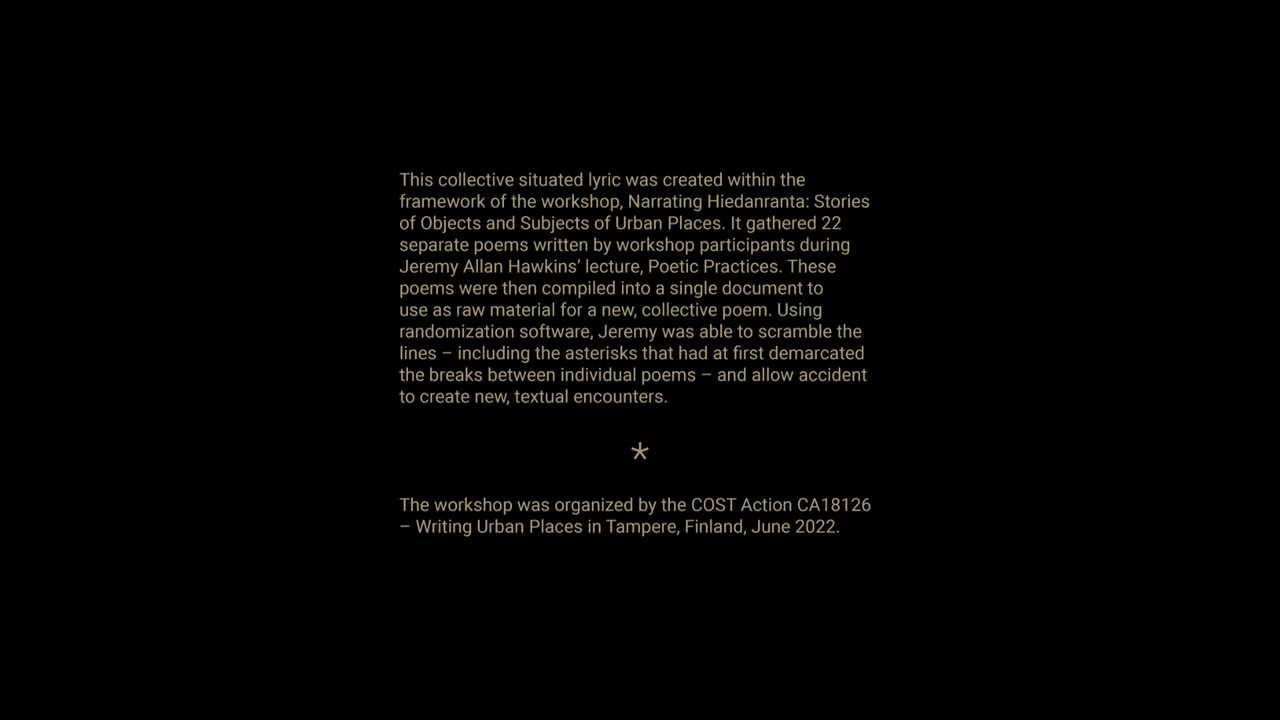 This collective situated lyric was created within the
framework of the workshop, Narrating Hiedanranta: Stories
of Objects and Subjects of Urban Places. It gathered 22
separate poems written by workshop participants during
Jeremy Allan Hawkins’ lecture, Poetic Practices. These
poems were then compiled into a single document to
use as raw material for a new, collective poem. Using
randomization software, Jeremy was able to scramble the
lines – including the asterisks that had at first demarcated
the breaks between individual poems – and allow accident
to create new, textual encounters.
*
The workshop was organized by the COST Action CA18126
– Writing Urban Places in Tampere, Finland, June 2022.